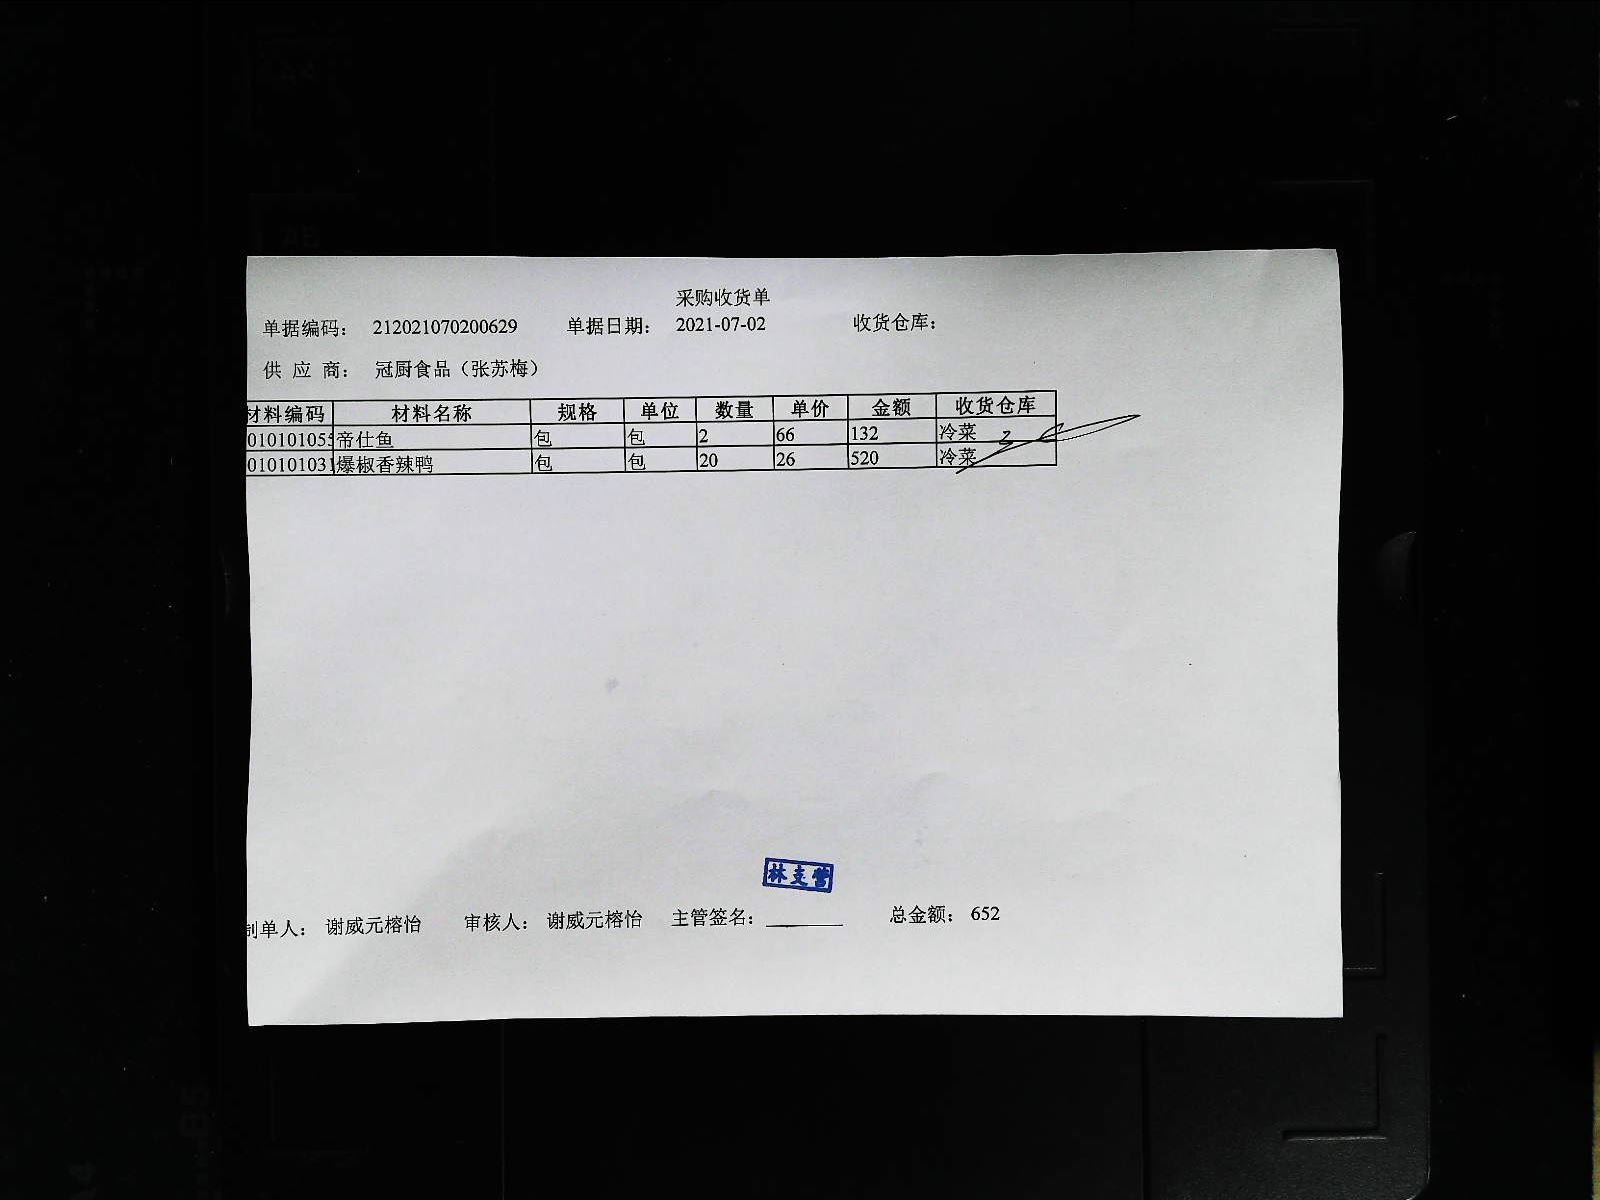 采购收货单
单据编码: 212021070200629 单据日期: 2021-07-02 收货仓库:
供 应 商: 冠厨食品（张苏梅）
材料编码 材料名称 规格 单位 数量 单价 金额 收货仓库
010101055 帝仕鱼 包 包 2 66 132 冷菜
010101031 爆椒香辣鸭 包 包 20 26 520 冷菜
林支营
制单人: 谢威元榕怡 审核人: 谢威元榕怡 主管签名: 总金额: 652